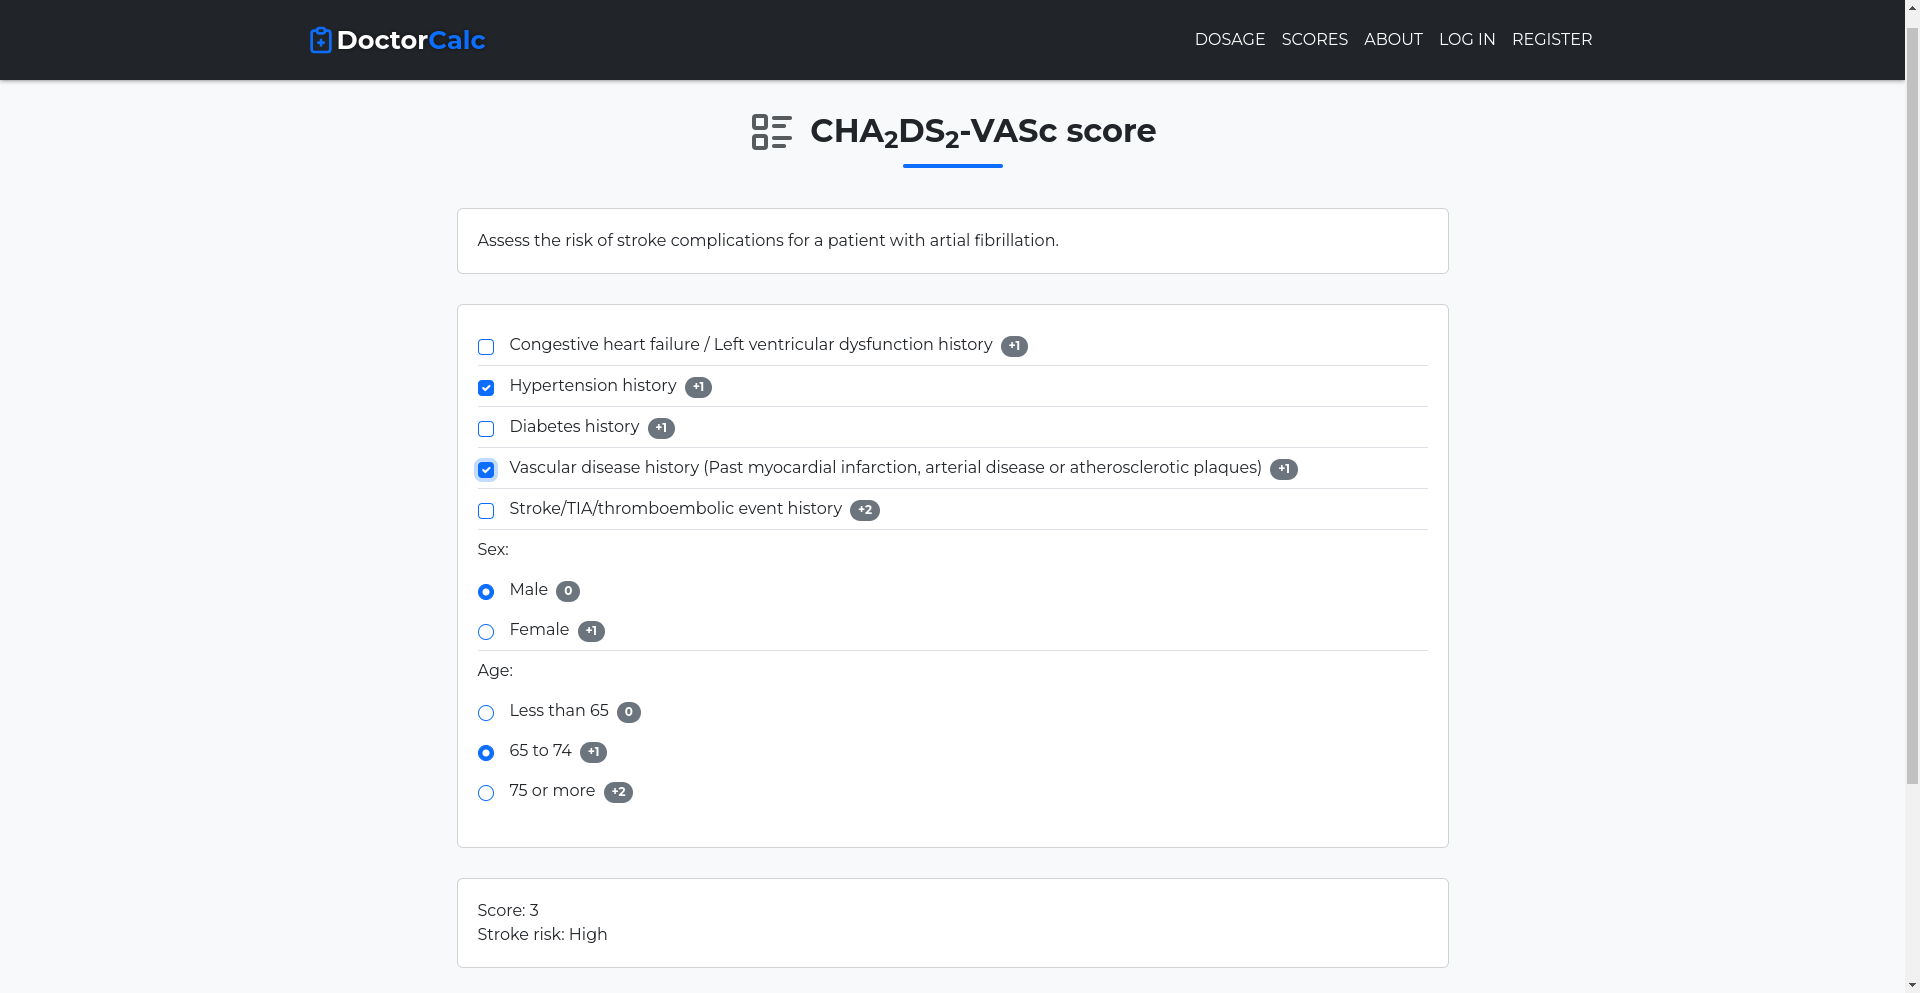 DoctorCalc
DOSAGE SCORES ABOUT LOG IN REGISTER
CHA₂DS₂-VASc score
Assess the risk of stroke complications for a patient with artial fibrillation.
Congestive heart failure / Left ventricular dysfunction history +1
Hypertension history +1
Diabetes history +1
Vascular disease history (Past myocardial infarction, arterial disease or atherosclerotic plaques) +1
Stroke/TIA/thromboembolic event history +2
Sex:
Male 0
Female +1
Age:
Less than 65 0
65 to 74 +1
75 or more +2
Score: 3
Stroke risk: High